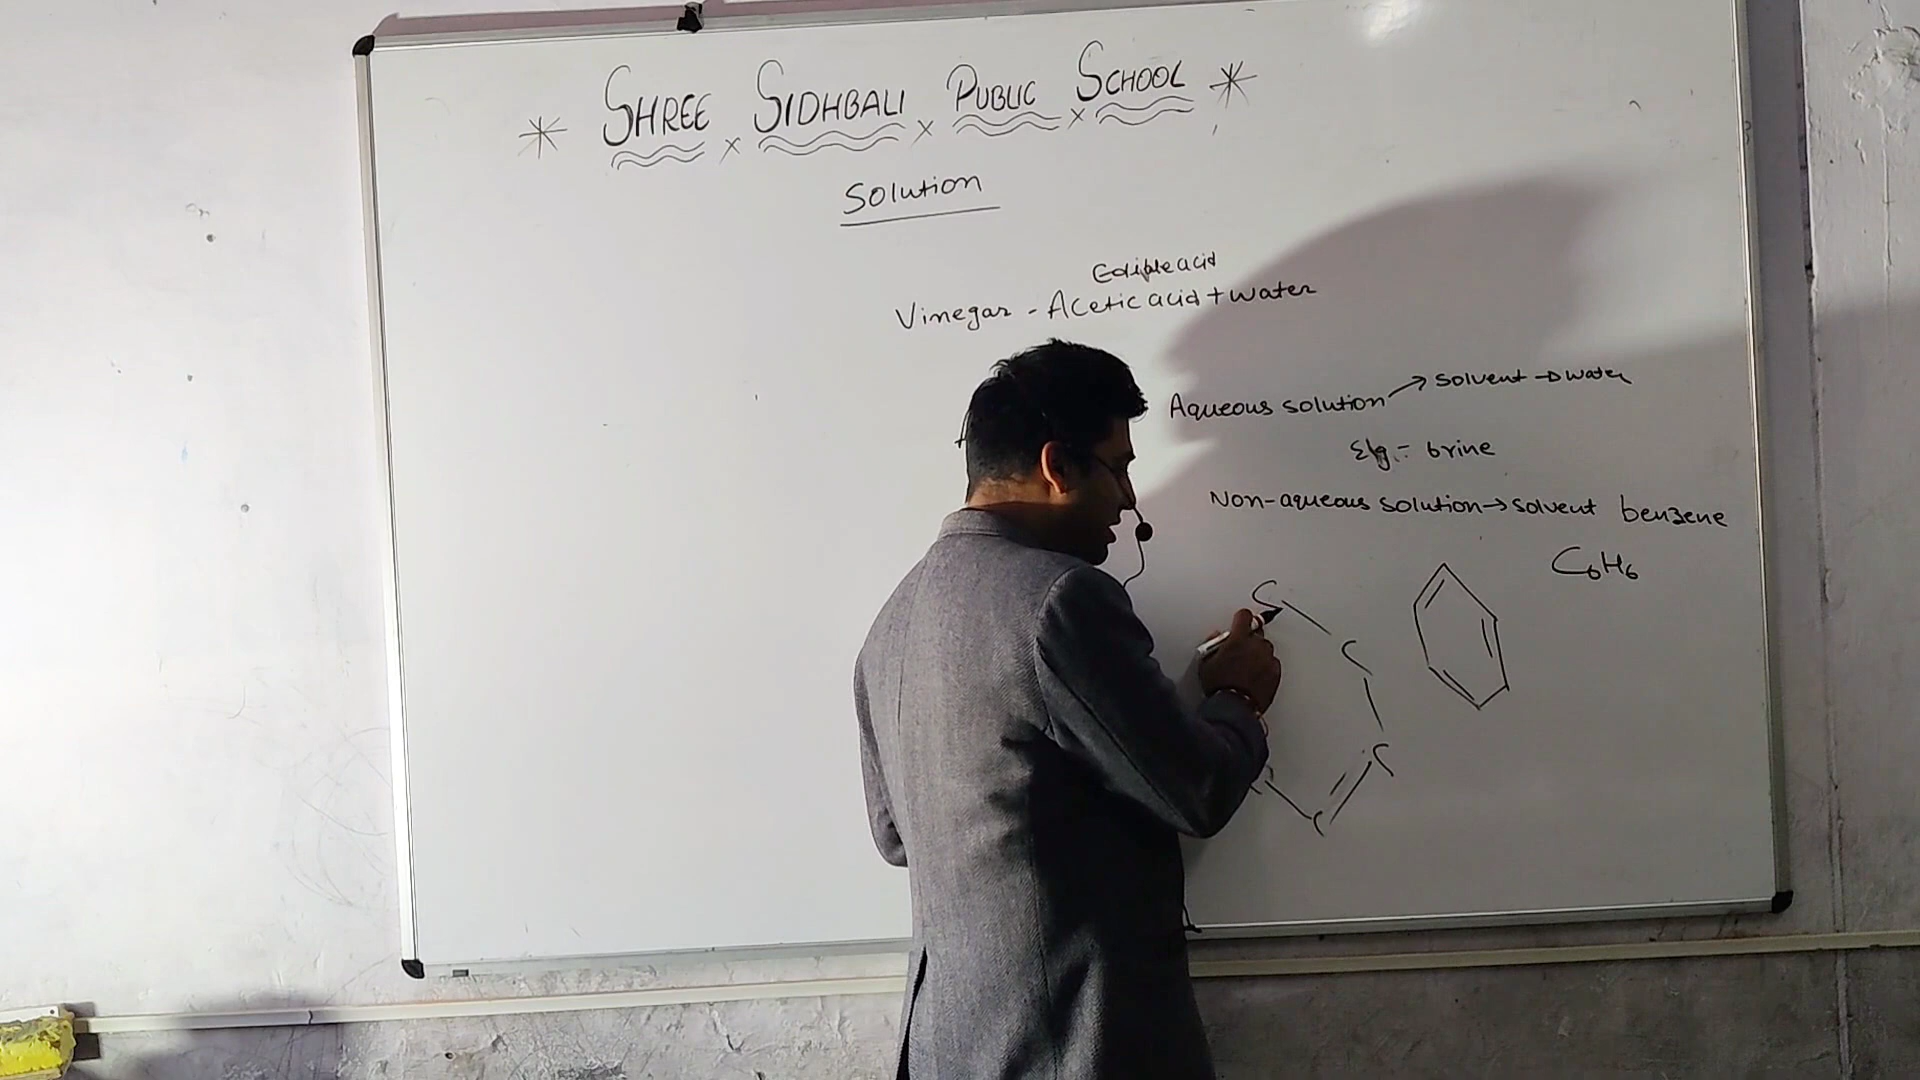 * SHREE x SIDHBALI x PUBLIC x SCHOOL *
Solution
Edible acid
Vinegar - Acetic acid + water
Aqueous solution → solvent → water
E/g :- brine
Non-aqueous solution → solvent benzene
C6H6
C
C
C
C